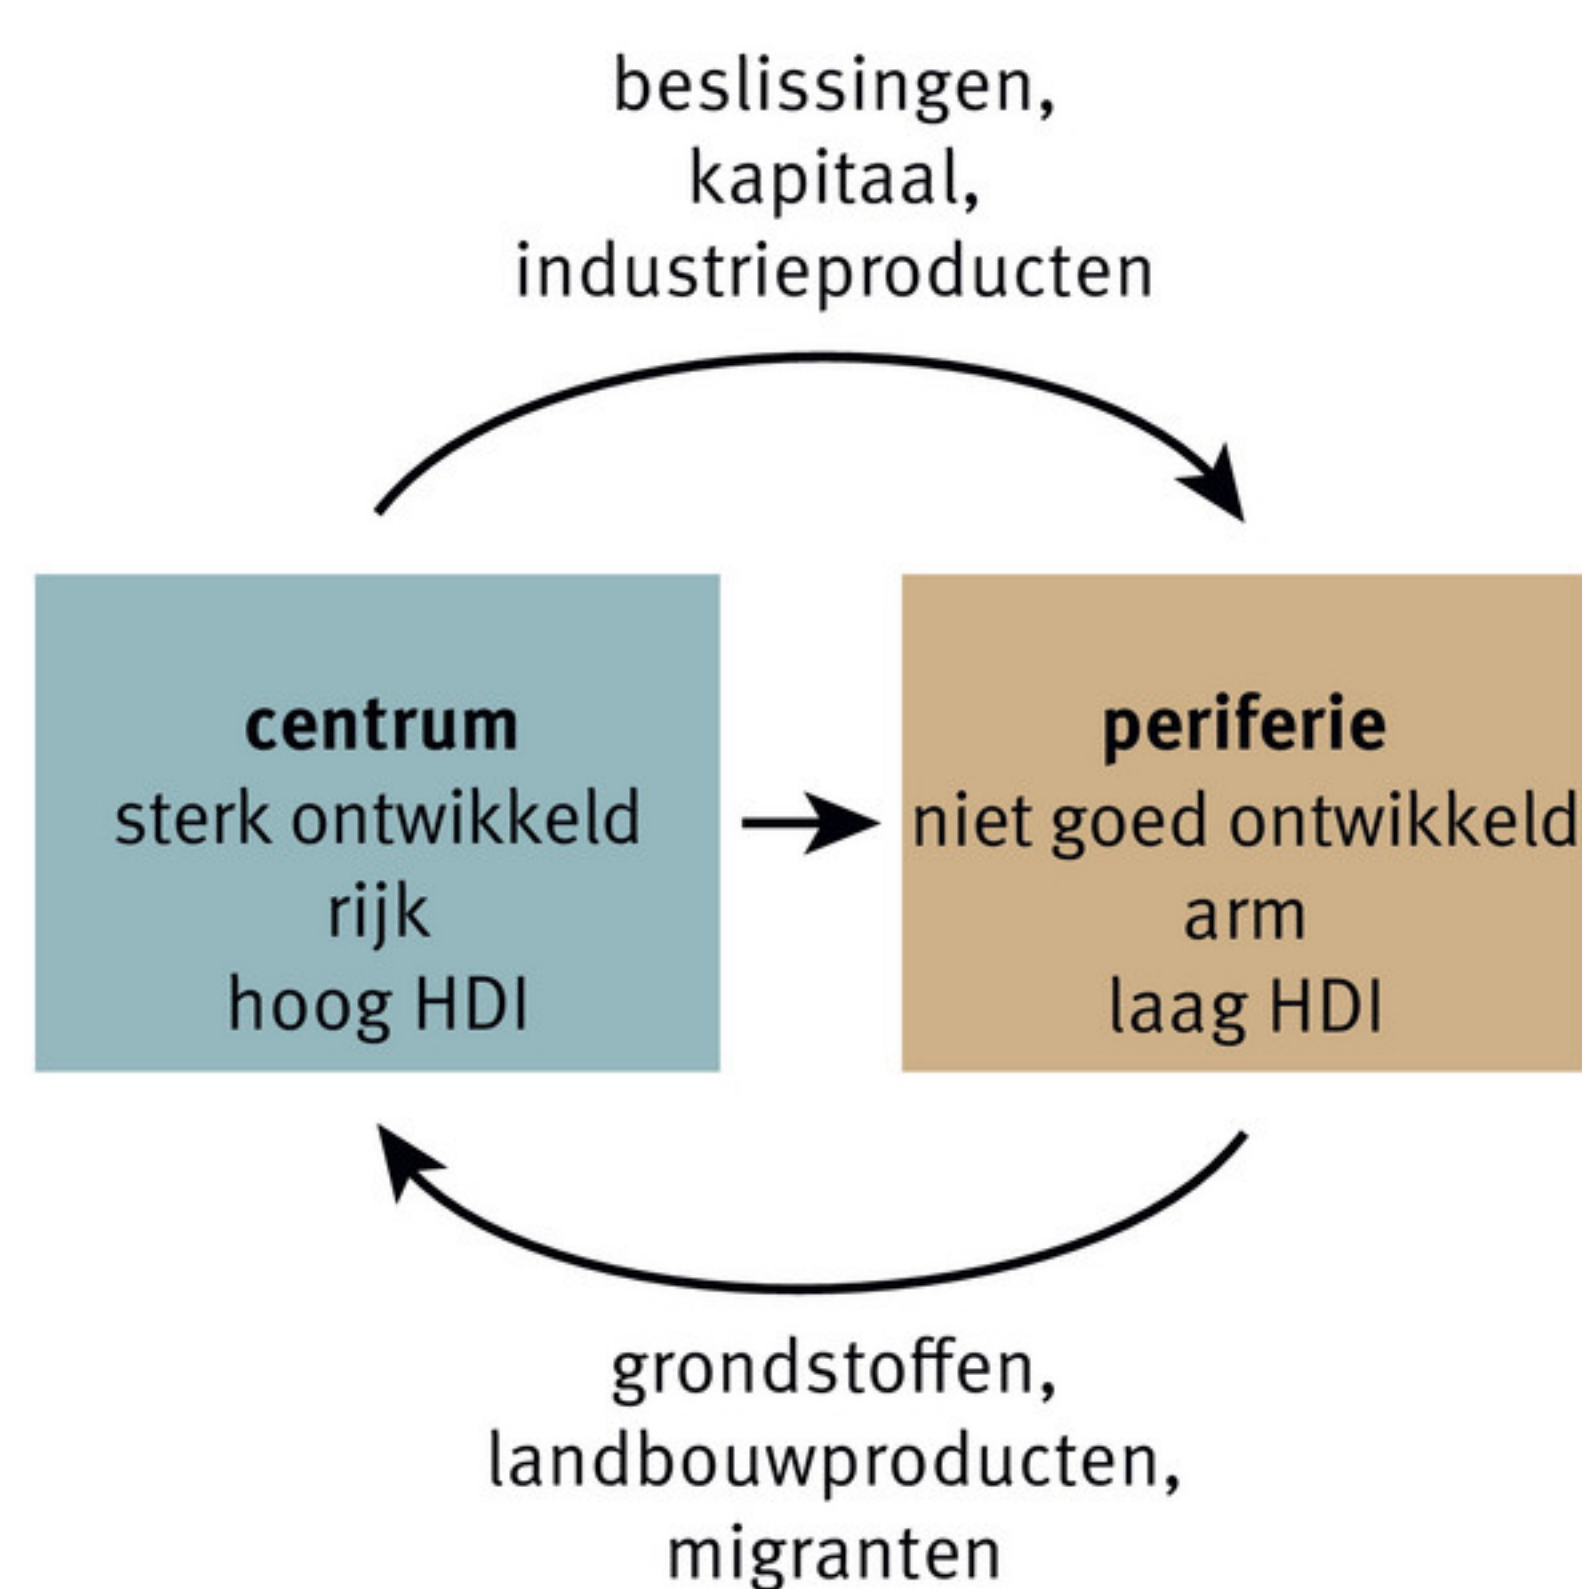 beslissingen,
kapitaal,
industrieproducten
centrum
sterk ontwikkeld
rijk
hoog HDI
periferie
niet goed ontwikkeld
arm
laag HDI
grondstoffen,
landbouwproducten,
migranten